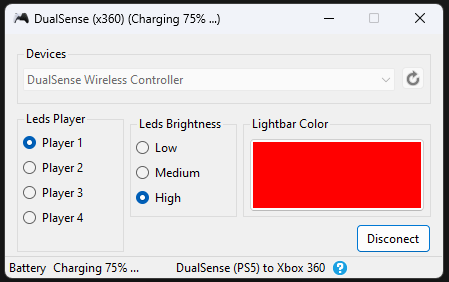 DualSense (x360) (Charging 75% ...)
Devices
DualSense Wireless Controller
Leds Player
Player 1
Player 2
Player 3
Player 4
Leds Brightness
Low
Medium
High
Lightbar Color
Disconect
Battery Charging 75% ...
DualSense (PS5) to Xbox 360 ?